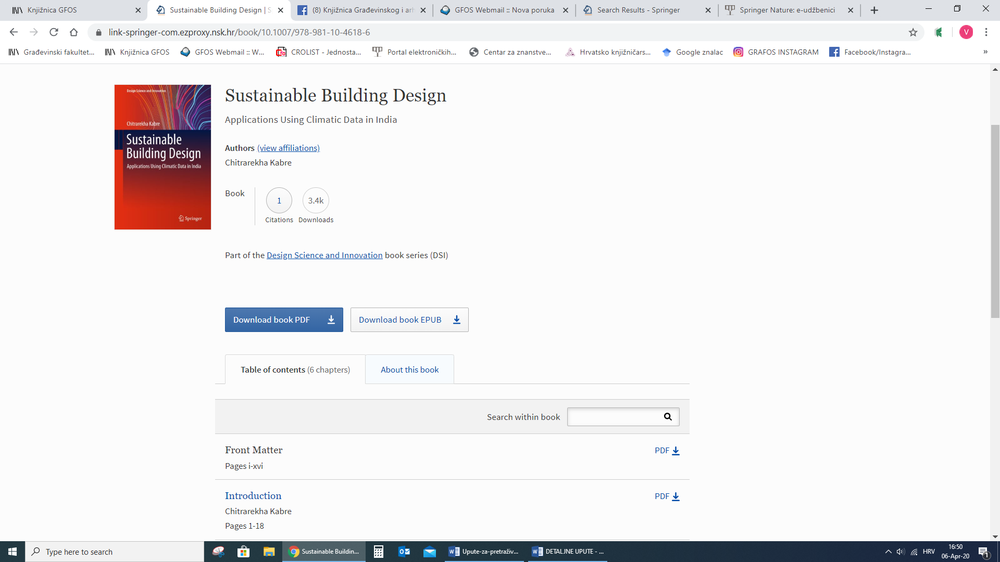 Knjižnica GFOS
Sustainable Building Design | S
(8) Knjižnica Građevinskog i arh
GFOS Webmail :: Nova poruka
Search Results - Springer
Springer Nature: e-udžbenici
link-springer-com.ezproxy.nsk.hr/book/10.1007/978-981-10-4618-6
V
Građevinski fakultet...
Knjižnica GFOS
GFOS Webmail :: W...
CROLIST - Jednosta...
Portal elektroničkih...
Centar za znanstve...
Hrvatsko knjižničars...
Google znalac
GRAFOS INSTAGRAM
Facebook/Instagra...
»
Design Science and Innovation
Chitrarekha Kabre
Sustainable
Building Design
Applications Using Climatic Data in India
Springer
Sustainable Building Design
Applications Using Climatic Data in India
Authors (view affiliations)
Chitrarekha Kabre
Book
1
Citations
3.4k
Downloads
Part of the Design Science and Innovation book series (DSI)
Download book PDF
Download book EPUB
Table of contents (6 chapters)
About this book
Search within book
Front Matter
PDF
Pages i-xvi
Introduction
PDF
Chitrarekha Kabre
Pages 1-18
Type here to search
Sustainable Buildin...
Upute-za-pretraživ...
DETALJNE UPUTE - ...
HRV
16:50
06-Apr-20
1